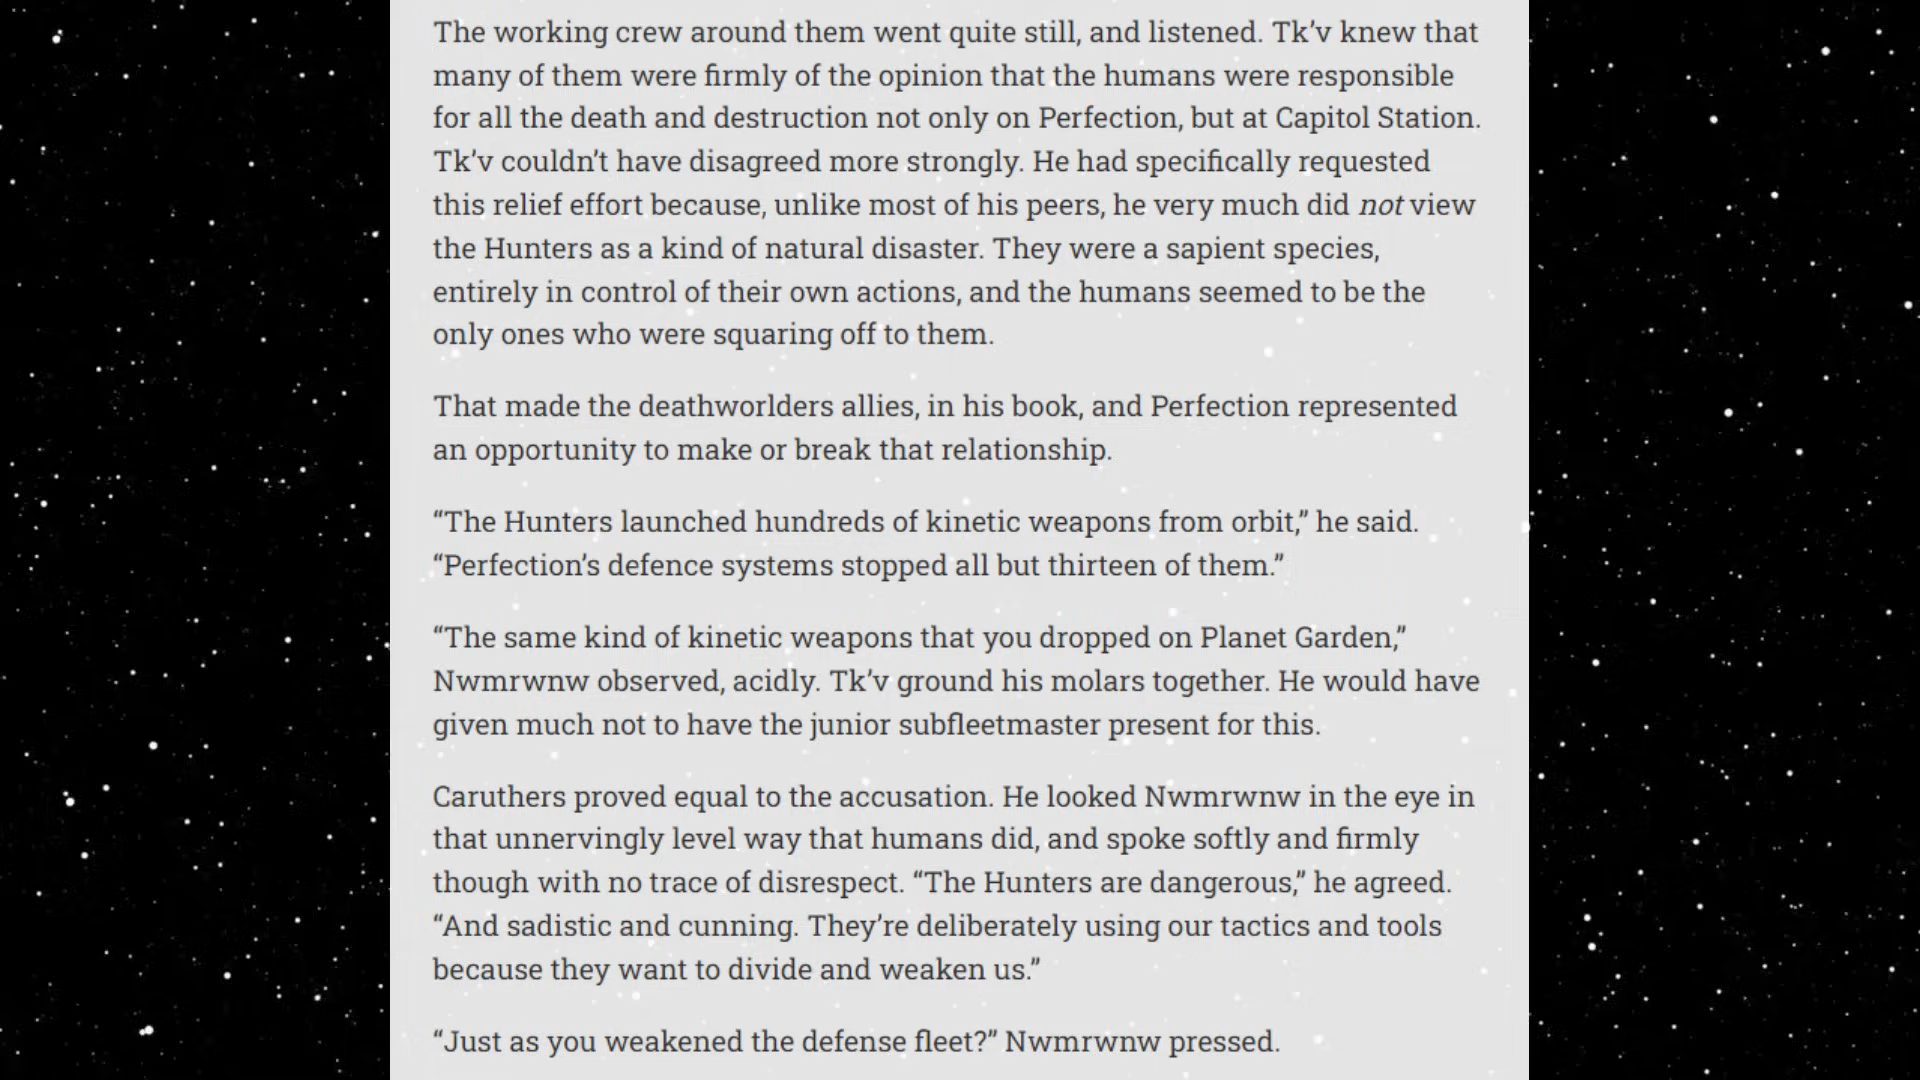 The working crew around them went quite still, and listened. Tk’v knew that
many of them were firmly of the opinion that the humans were responsible
for all the death and destruction not only on Perfection, but at Capitol Station.
Tk’v couldn’t have disagreed more strongly. He had specifically requested
this relief effort because, unlike most of his peers, he very much did not view
the Hunters as a kind of natural disaster. They were a sapient species,
entirely in control of their own actions, and the humans seemed to be the
only ones who were squaring off to them.
That made the deathworlders allies, in his book, and Perfection represented
an opportunity to make or break that relationship.
“The Hunters launched hundreds of kinetic weapons from orbit,” he said.
“Perfection’s defence systems stopped all but thirteen of them.”
“The same kind of kinetic weapons that you dropped on Planet Garden,”
Nwmrwnw observed, acidly. Tk’v ground his molars together. He would have
given much not to have the junior subfleetmaster present for this.
Caruthers proved equal to the accusation. He looked Nwmrwnw in the eye in
that unnervingly level way that humans did, and spoke softly and firmly
though with no trace of disrespect. “The Hunters are dangerous,” he agreed.
“And sadistic and cunning. They’re deliberately using our tactics and tools
because they want to divide and weaken us.”
“Just as you weakened the defense fleet?” Nwmrwnw pressed.